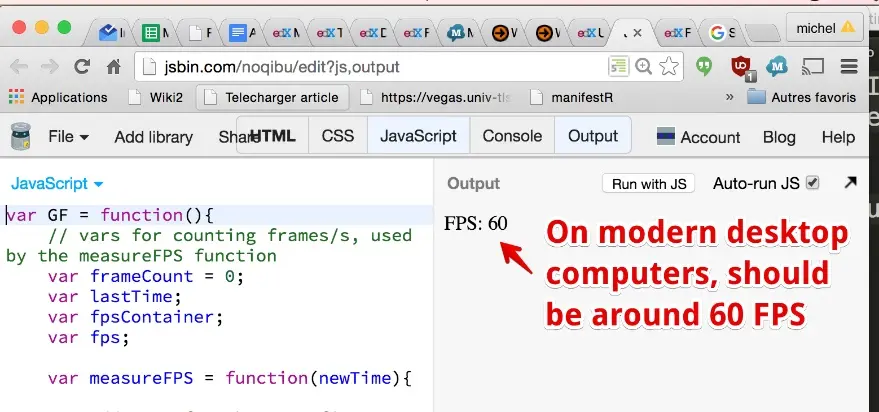 michel
jsbin.com/noqibu/edit?js,output
Applications Wiki2 Telecharger article https://vegas.univ-tls manifestR » Autres favoris
File Add library Share HTML CSS JavaScript Console Output Account Blog Help
JavaScript
Output Run with JS Auto-run JS
var GF = function(){
// vars for counting frames/s, used
by the measureFPS function
var frameCount = 0;
var lastTime;
var fpsContainer;
var fps;
var measureFPS = function(newTime){
FPS: 60
On modern desktop
computers, should
be around 60 FPS